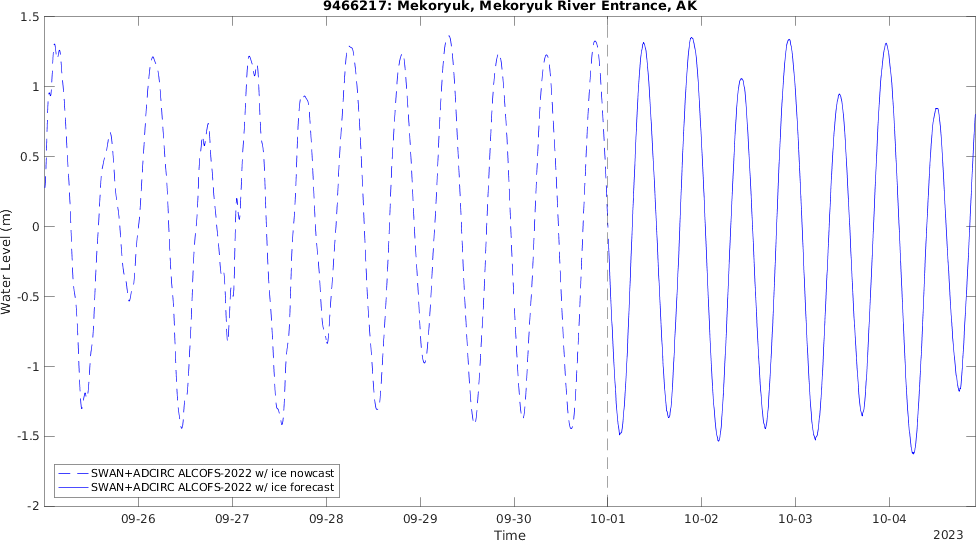 9466217: Mekoryuk, Mekoryuk River Entrance, AK
1.5
1
0.5
0
-0.5
-1
-1.5
-2
Water Level (m)
SWAN+ADCIRC ALCOFS-2022 w/ ice nowcast
SWAN+ADCIRC ALCOFS-2022 w/ ice forecast
09-26 09-27 09-28 09-29 09-30 10-01 10-02 10-03 10-04
Time
2023